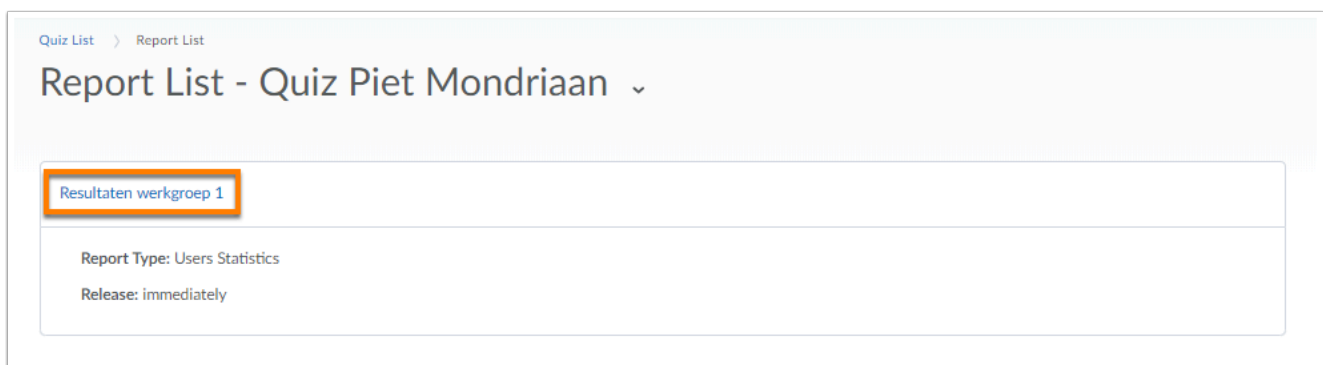 Quiz List > Report List
Report List - Quiz Piet Mondriaan
Resultaten werkgroep 1
Report Type: Users Statistics
Release: immediately